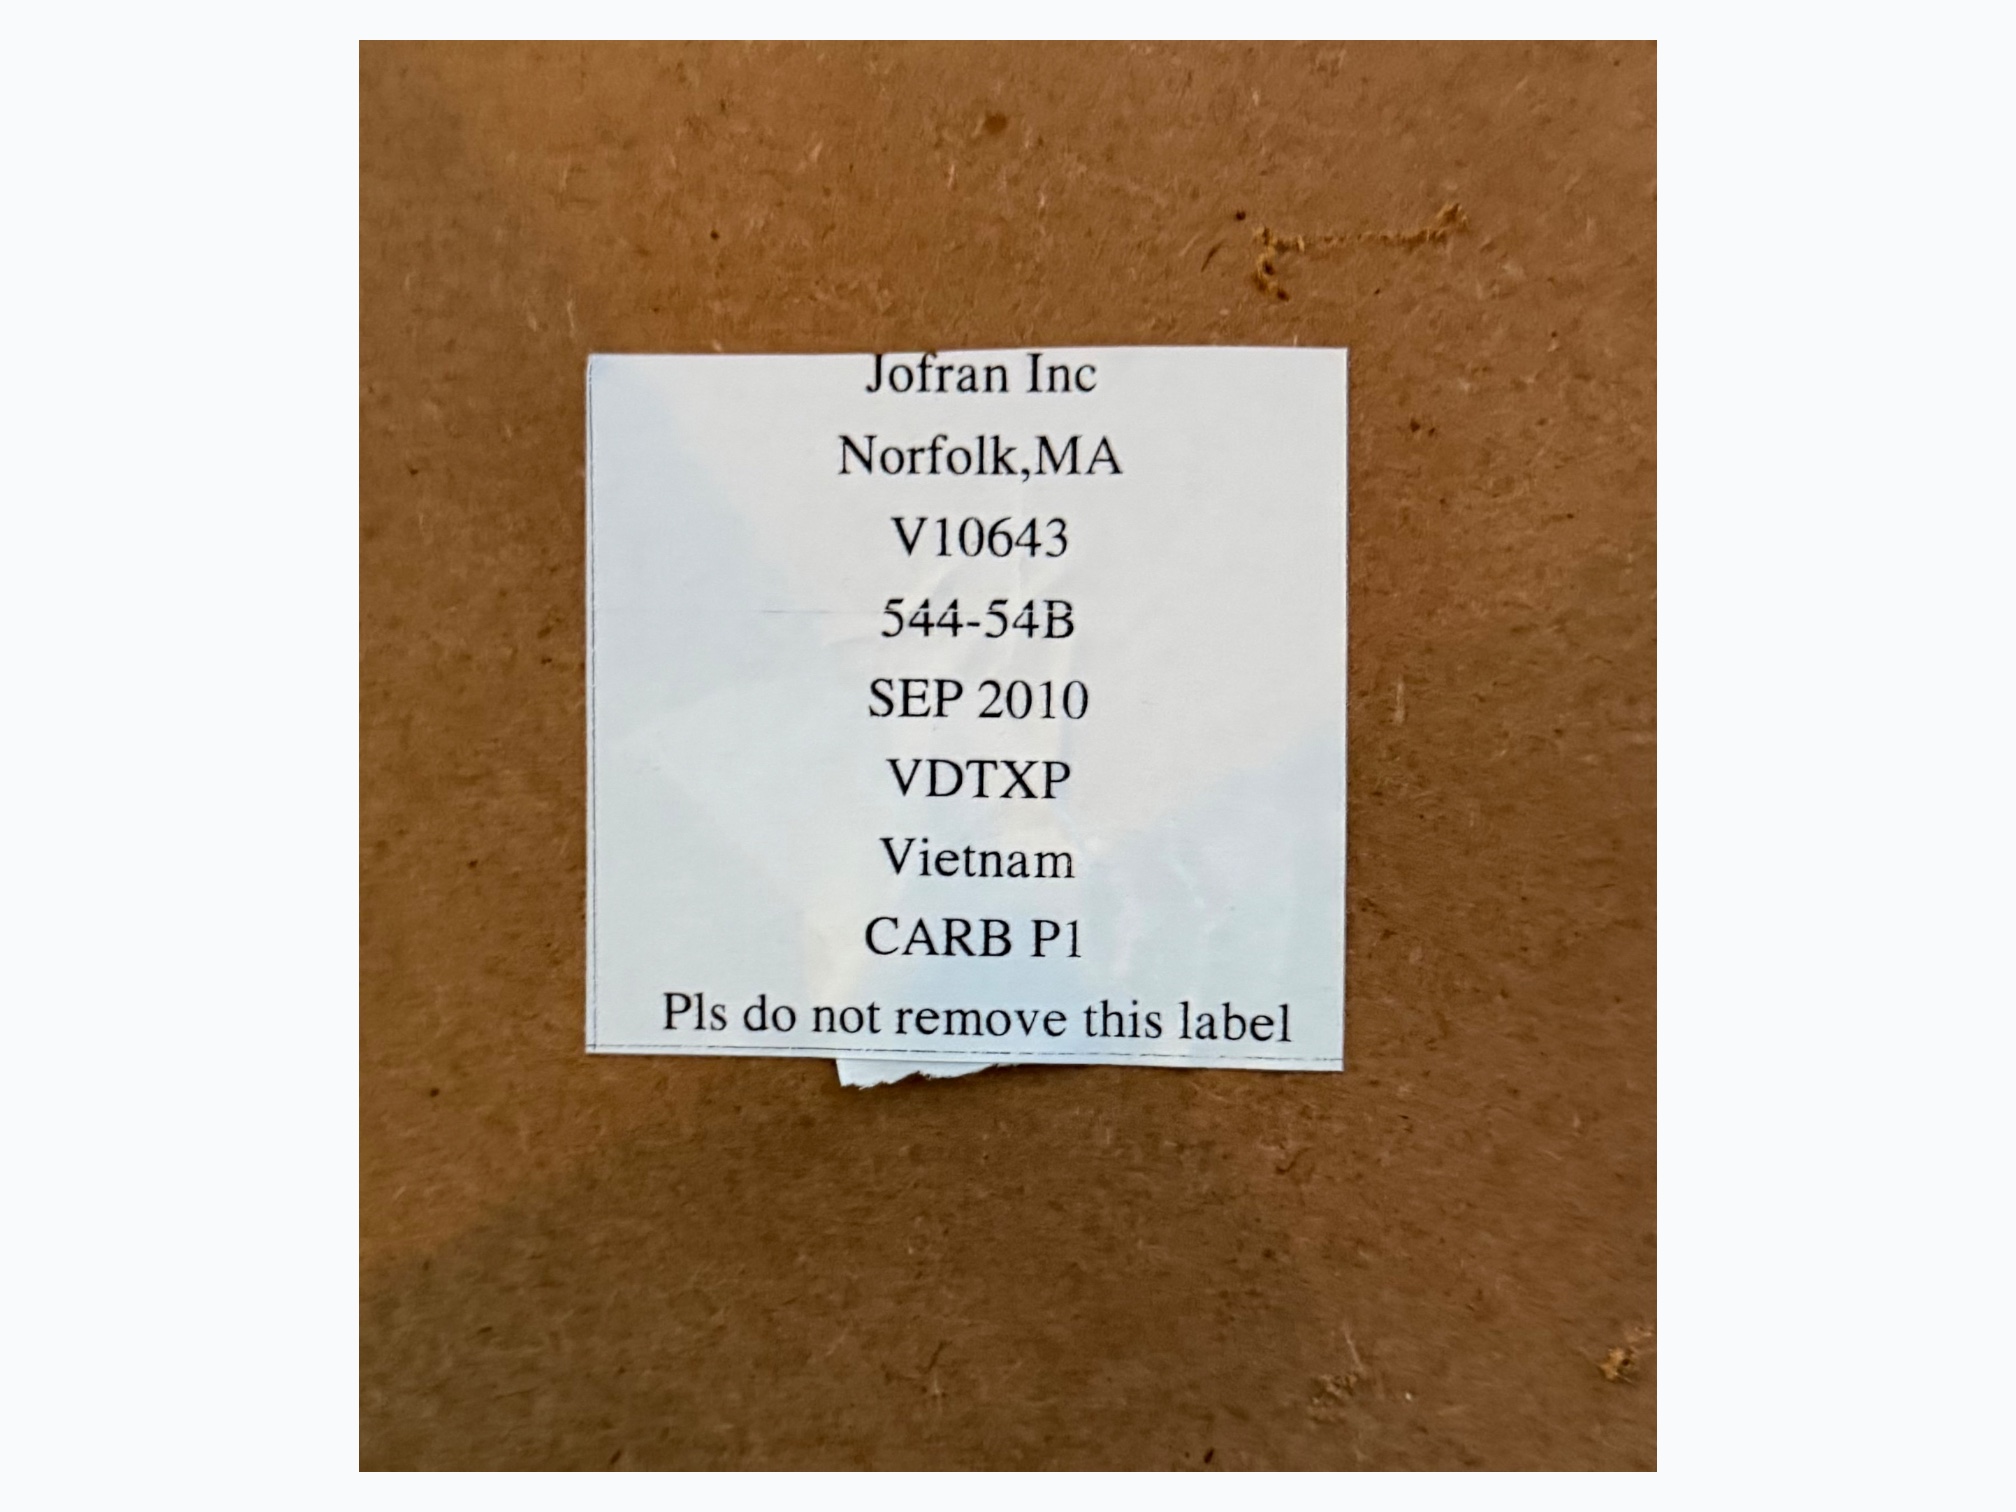 Jofran Inc
Norfolk,MA
V10643
544-54B
SEP 2010
VDTXP
Vietnam
CARB P1
Pls do not remove this label